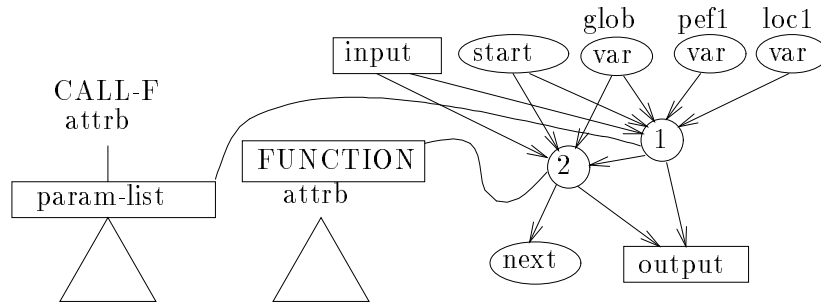 glob pef1 loc1
input start var var var
CALL-F
attrb
1
FUNCTION
2
param-list
attrb
next
output